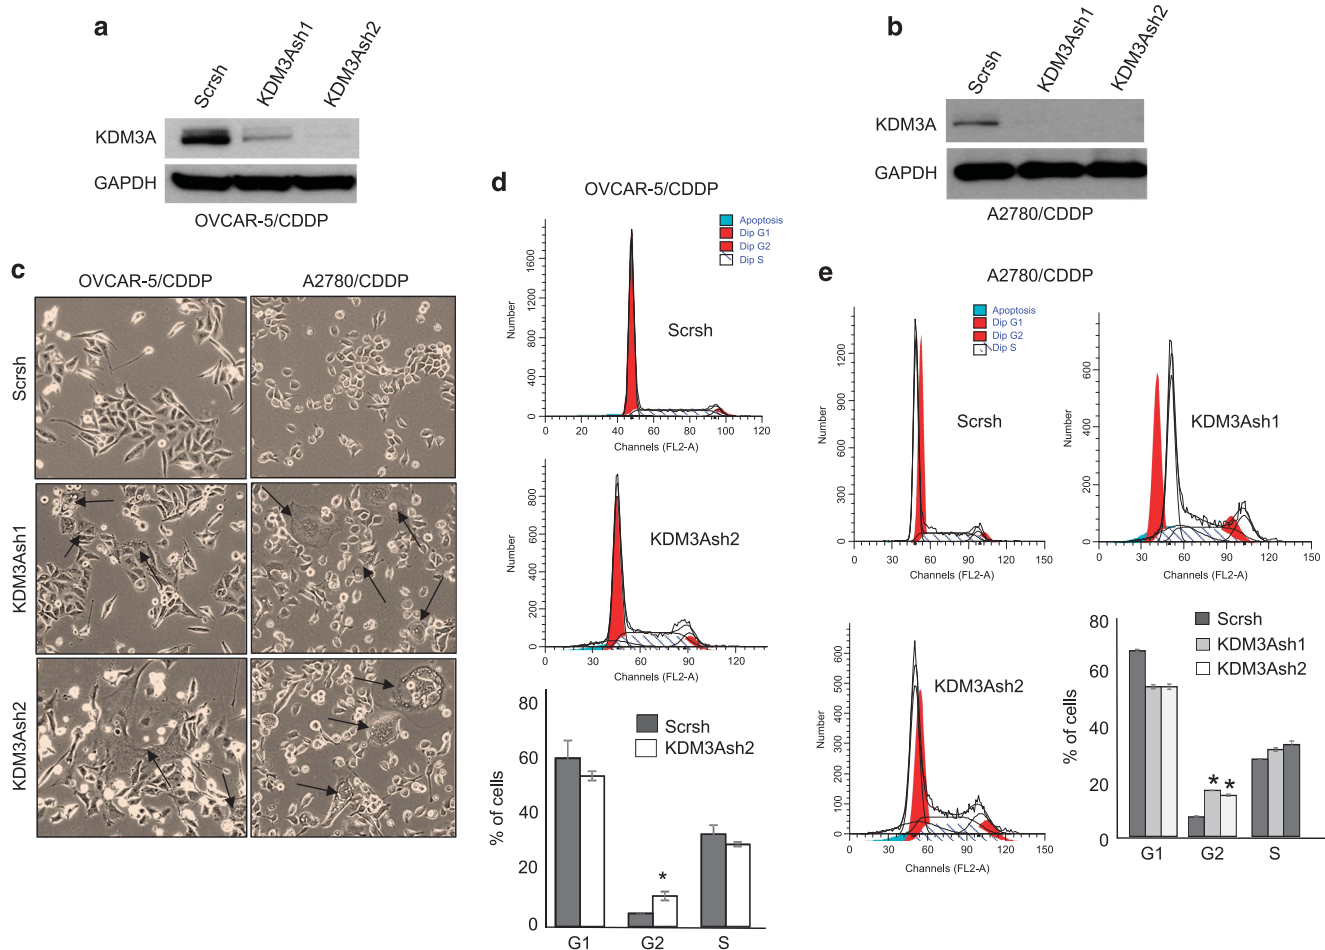 a
Scrsh
KDM3Ash1
KDM3Ash2
KDM3A
GAPDH
OVCAR-5/CDDP
b
Scrsh
KDM3Ash1
KDM3Ash2
KDM3A
GAPDH
A2780/CDDP
c
OVCAR-5/CDDP
A2780/CDDP
Scrsh
KDM3Ash1
KDM3Ash2
d
OVCAR-5/CDDP
Apoptosis
Dip G1
Dip G2
Dip S
Number
1600
1200
800
400
0
Scrsh
0 20 40 60 80 100 120
Channels (FL2-A)
Number
800
600
400
200
0
KDM3Ash2
0 30 60 90 120
Channels (FL2-A)
% of cells
80
60
40
20
0
Scrsh
KDM3Ash2
*
G1 G2 S
e
A2780/CDDP
Apoptosis
Dip G1
Dip G2
Dip S
Number
1200
900
600
300
0
Scrsh
0 30 60 90 120 150
Channels (FL2-A)
Number
600
400
200
0
KDM3Ash1
0 30 60 90 120 150
Channels (FL2-A)
Number
600
500
400
300
200
100
0
KDM3Ash2
0 30 60 90 120 150
Channels (FL2-A)
% of cells
80
60
40
20
0
Scrsh
KDM3Ash1
KDM3Ash2
* *
G1 G2 S